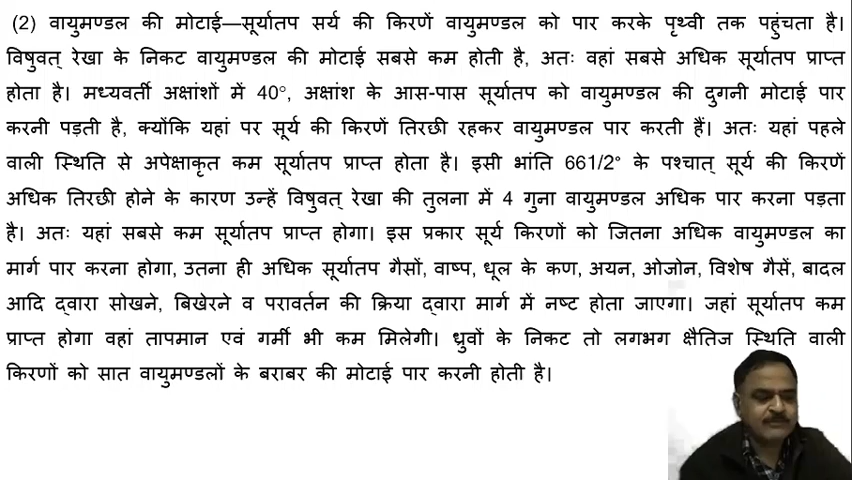 (2) वायुमण्डल की मोटाई—सूर्यातप सर्य की किरणें वायुमण्डल को पार करके पृथ्वी तक पहुंचता है।
विषुवत् रेखा के निकट वायुमण्डल की मोटाई सबसे कम होती है, अतः वहां सबसे अधिक सूर्यातप प्राप्त
होता है। मध्यवर्ती अक्षांशों में 40°, अक्षांश के आस-पास सूर्यातप को वायुमण्डल की दुगनी मोटाई पार
करनी पड़ती है, क्योंकि यहां पर सूर्य की किरणें तिरछी रहकर वायुमण्डल पार करती हैं। अतः यहां पहले
वाली स्थिति से अपेक्षाकृत कम सूर्यातप प्राप्त होता है। इसी भांति 661/2° के पश्चात् सूर्य की किरणें
अधिक तिरछी होने के कारण उन्हें विषुवत् रेखा की तुलना में 4 गुना वायुमण्डल अधिक पार करना पड़ता
है। अतः यहां सबसे कम सूर्यातप प्राप्त होगा। इस प्रकार सूर्य किरणों को जितना अधिक वायुमण्डल का
मार्ग पार करना होगा, उतना ही अधिक सूर्यातप गैसों, वाष्प, धूल के कण, अयन, ओजोन, विशेष गैसें, बादल
आदि द्वारा सोखने, बिखेरने व परावर्तन की क्रिया द्वारा मार्ग में नष्ट होता जाएगा। जहां सूर्यातप कम
प्राप्त होगा वहां तापमान एवं गर्मी भी कम मिलेगी। ध्रुवों के निकट तो लगभग क्षैतिज स्थिति वाली
किरणों को सात वायुमण्डलों के बराबर की मोटाई पार करनी होती है।